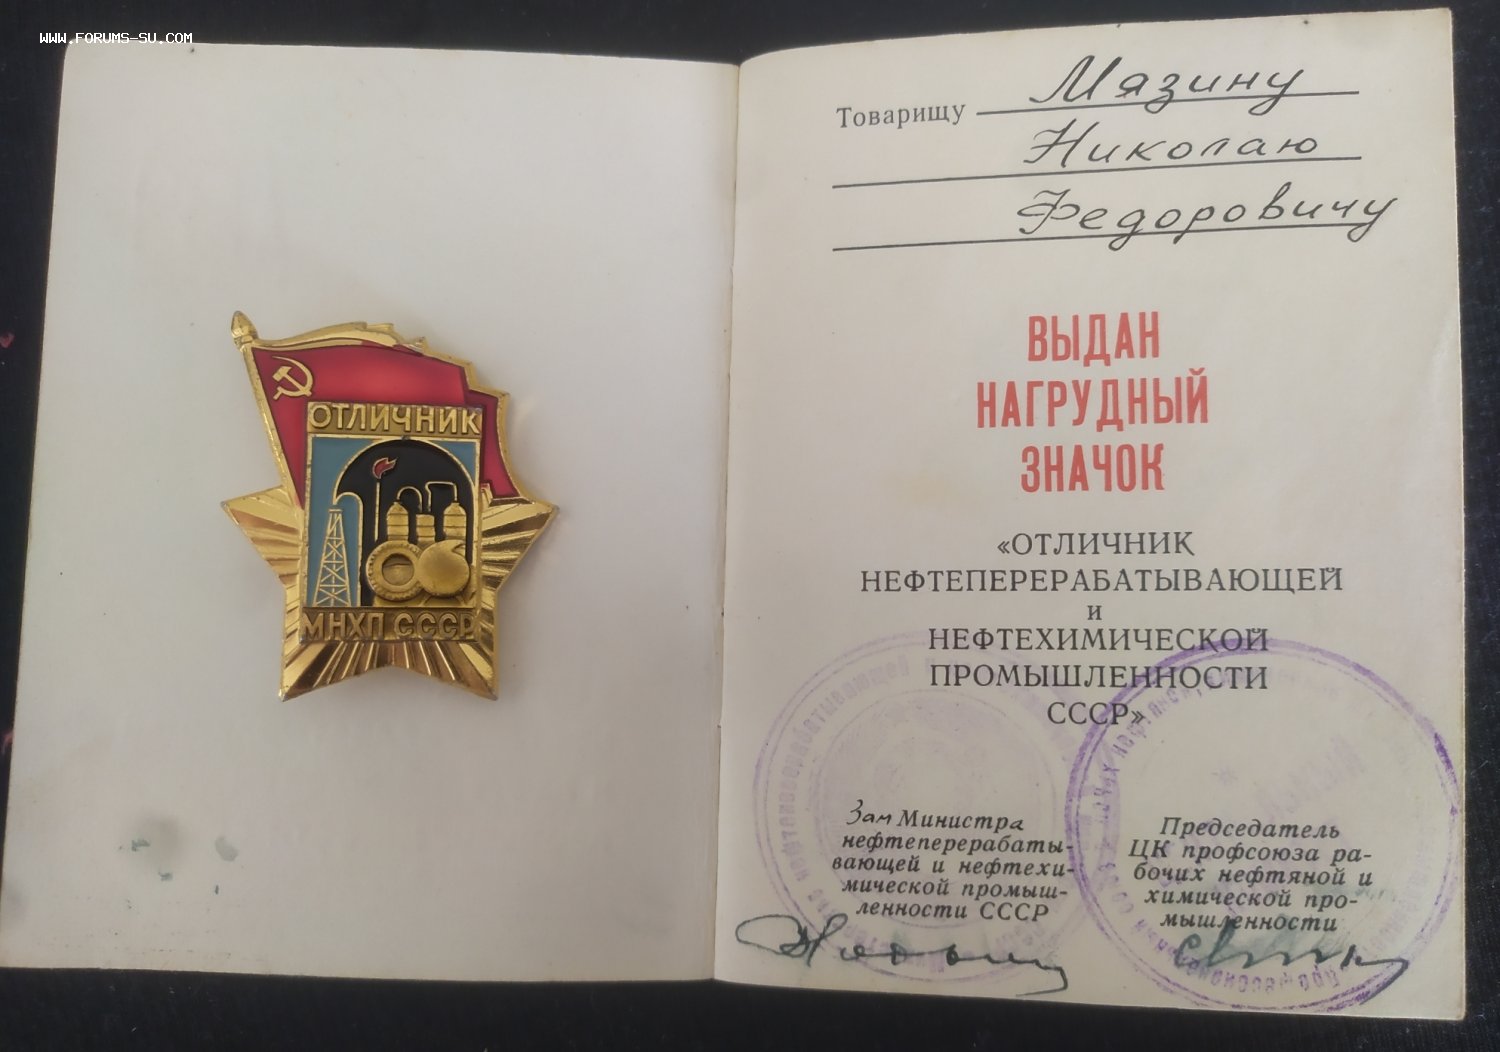 WWW.FORUMS-SU.COM
ОТЛИЧНИК
МНХП СССР
Товарищу Мязину
Николаю
Федоровичу
ВЫДАН
НАГРУДНЫЙ
ЗНАЧОК
«ОТЛИЧНИК
НЕФТЕПЕРЕРАБАТЫВАЮЩЕЙ
и
НЕФТЕХИМИЧЕСКОЙ
ПРОМЫШЛЕННОСТИ
СССР»
Зам Министра
нефтеперерабаты-
вающей и нефтехи-
мической промыш-
ленности СССР
Председатель
ЦК профсоюза ра-
бочих нефтяной и
химической про-
мышленности